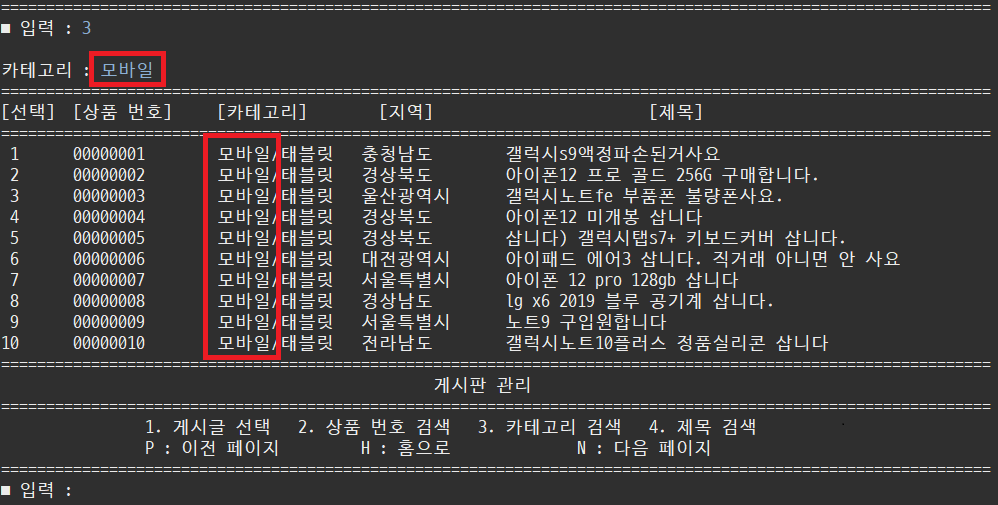 ■ 입력 : 3
카테고리 : 모바일
[선택] [상품 번호] [카테고리] [지역] [제목]
1 00000001 모바일/태블릿 충청남도 갤럭시s9액정파손된거사요
2 00000002 모바일/태블릿 경상북도 아이폰12 프로 골드 256G 구매합니다.
3 00000003 모바일/태블릿 울산광역시 갤럭시노트fe 부품폰 불량폰사요.
4 00000004 모바일/태블릿 경상북도 아이폰12 미개봉 삽니다
5 00000005 모바일/태블릿 경상북도 삽니다) 갤럭시탭s7+ 키보드커버 삽니다.
6 00000006 모바일/태블릿 대전광역시 아이패드 에어3 삽니다. 직거래 아니면 안 사요
7 00000007 모바일/태블릿 서울특별시 아이폰 12 pro 128gb 삽니다
8 00000008 모바일/태블릿 경상남도 lg x6 2019 블루 공기계 삽니다.
9 00000009 모바일/태블릿 서울특별시 노트9 구입원합니다
10 00000010 모바일/태블릿 전라남도 갤럭시노트10플러스 정품실리콘 삽니다
게시판 관리
1. 게시글 선택 2. 상품 번호 검색 3. 카테고리 검색 4. 제목 검색
P : 이전 페이지 H : 홈으로 N : 다음 페이지
■ 입력 :